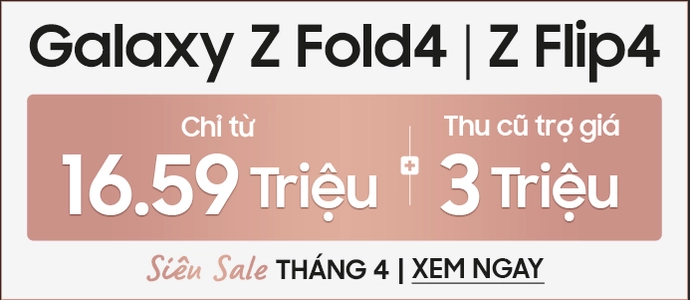 Galaxy Z Fold4 | Z Flip4
Chỉ từ
16.59 Triệu
+
Thu cũ trợ giá
3 Triệu
Siêu Sale THÁNG 4 | XEM NGAY